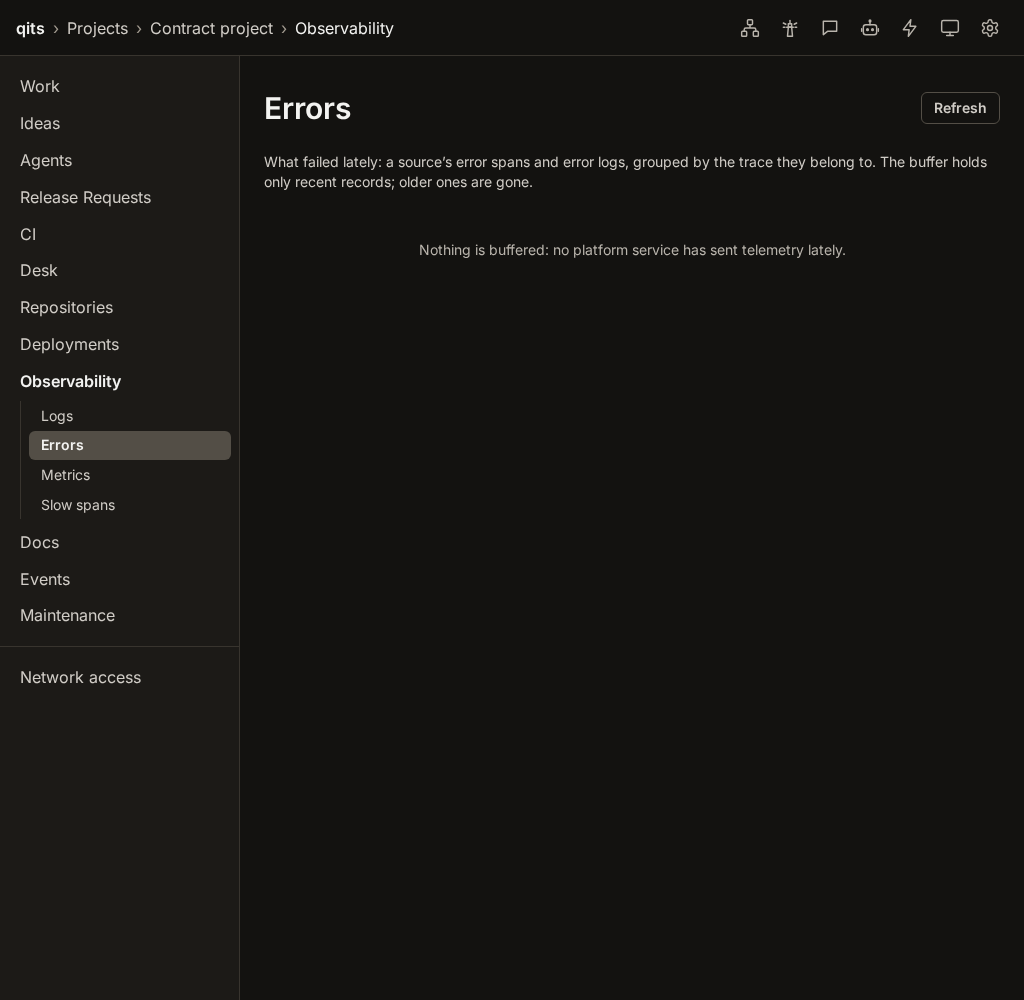 qits › Projects › Contract project › Observability
Work
Ideas
Agents
Release Requests
CI
Desk
Repositories
Deployments
Observability
Logs
Errors
Metrics
Slow spans
Docs
Events
Maintenance
Network access
Errors
Refresh
What failed lately: a source’s error spans and error logs, grouped by the trace they belong to. The buffer holds
only recent records; older ones are gone.
Nothing is buffered: no platform service has sent telemetry lately.